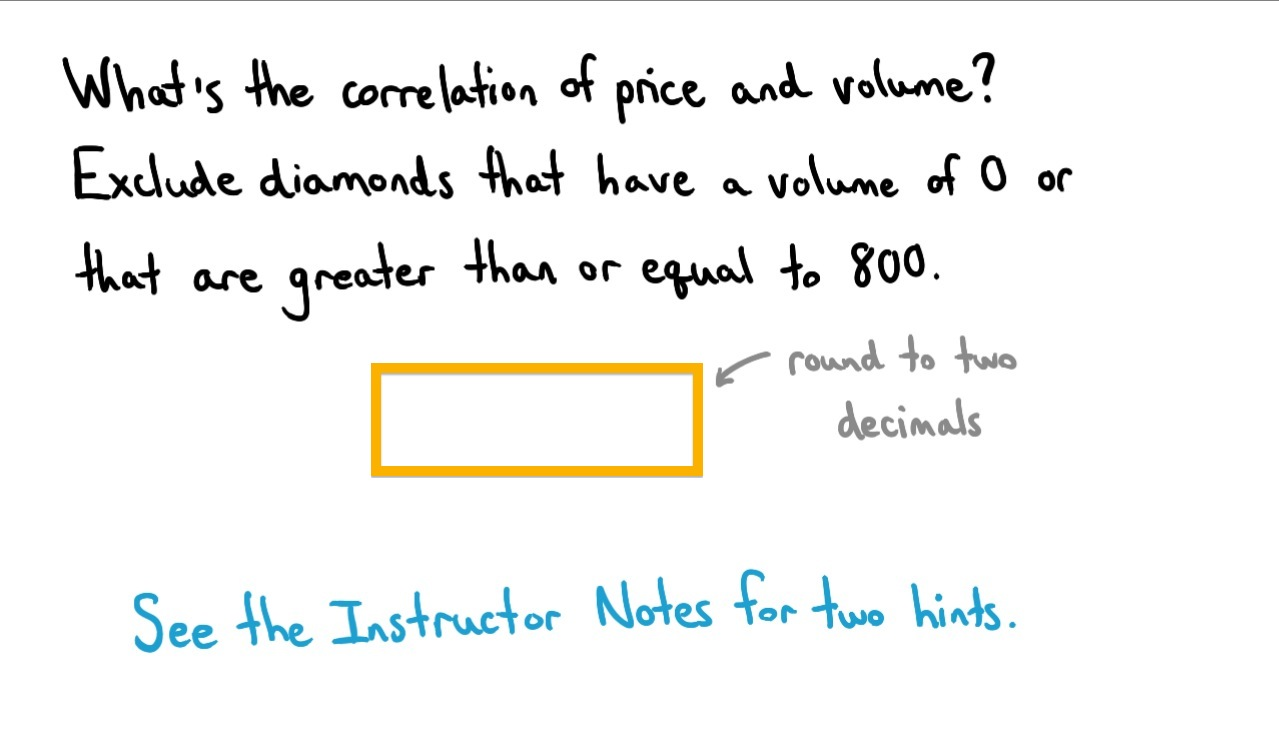 What's the correlation of price and volume?
Exclude diamonds that have a volume of 0 or
that are greater than or equal to 800.
round to two
decimals
See the Instructor Notes for two hints.